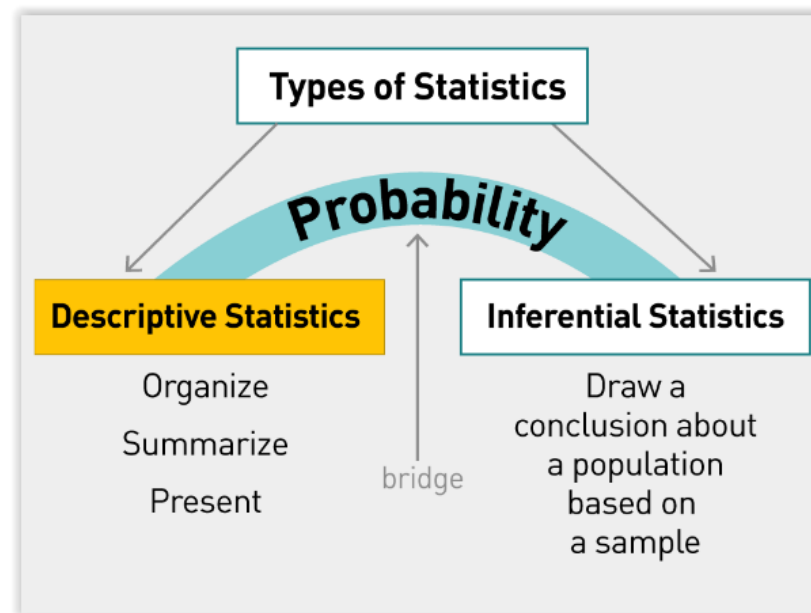 Types of Statistics
Probability
Descriptive Statistics
Organize
Summarize
Present
bridge
Inferential Statistics
Draw a
conclusion about
a population
based on
a sample